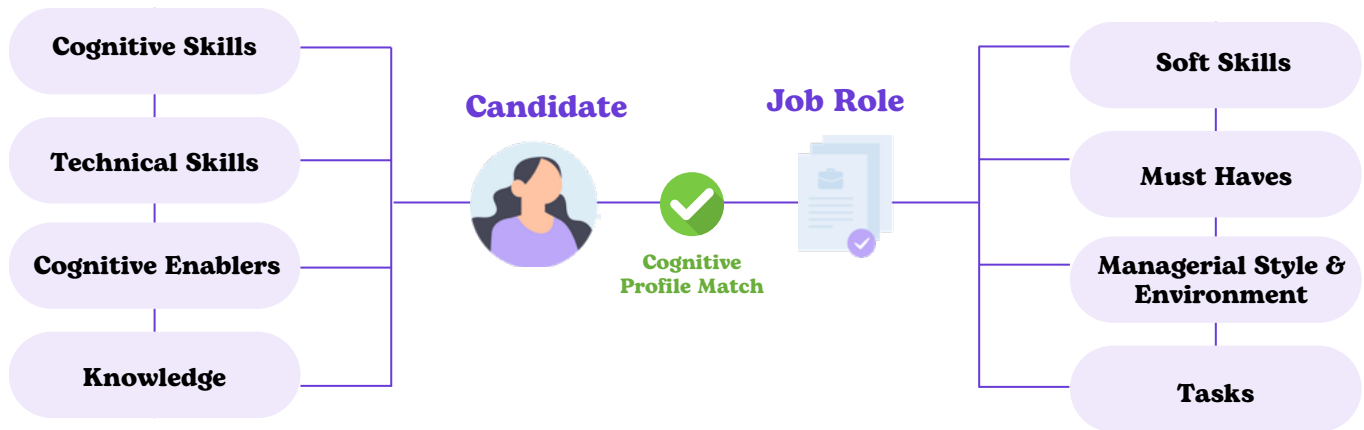 Cognitive Skills
Technical Skills
Cognitive Enablers
Knowledge
Candidate
Cognitive
Profile Match
Job Role
Soft Skills
Must Haves
Managerial Style &
Environment
Tasks